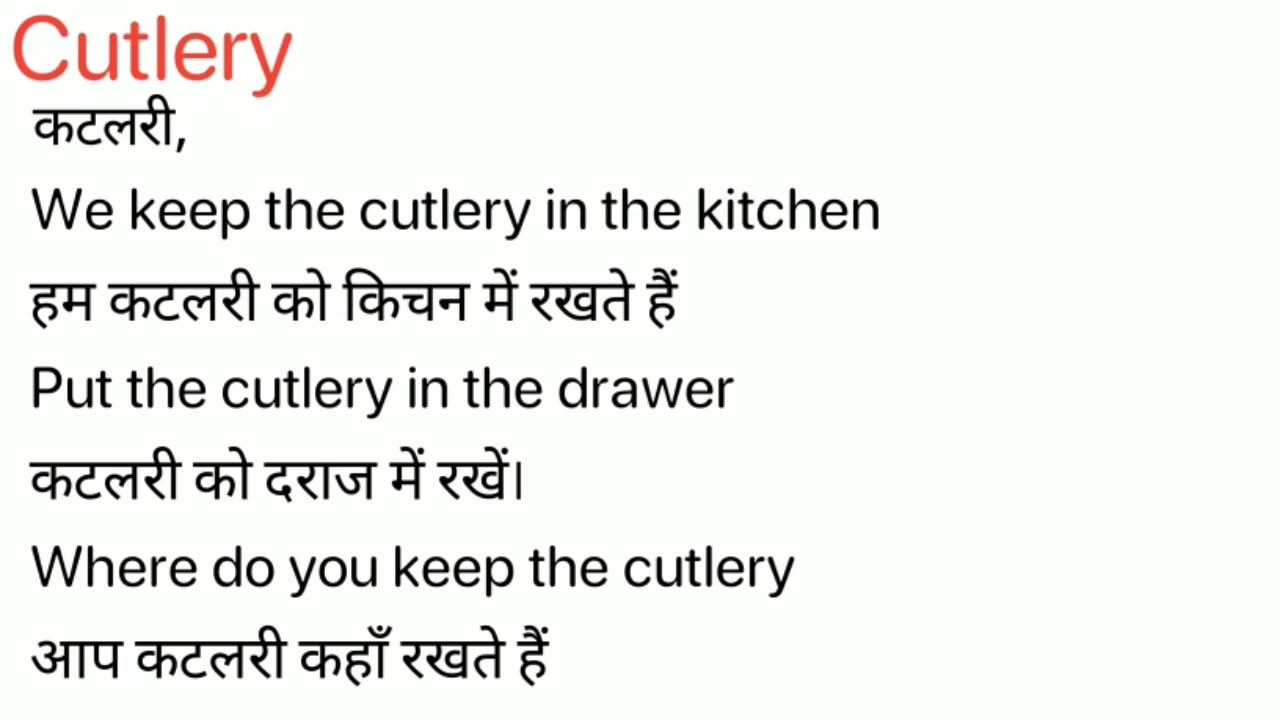 Cutlery
कटलरी,
We keep the cutlery in the kitchen
हम कटलरी को किचन में रखते हैं
Put the cutlery in the drawer
कटलरी को दराज में रखें।
Where do you keep the cutlery
आप कटलरी कहाँ रखते हैं